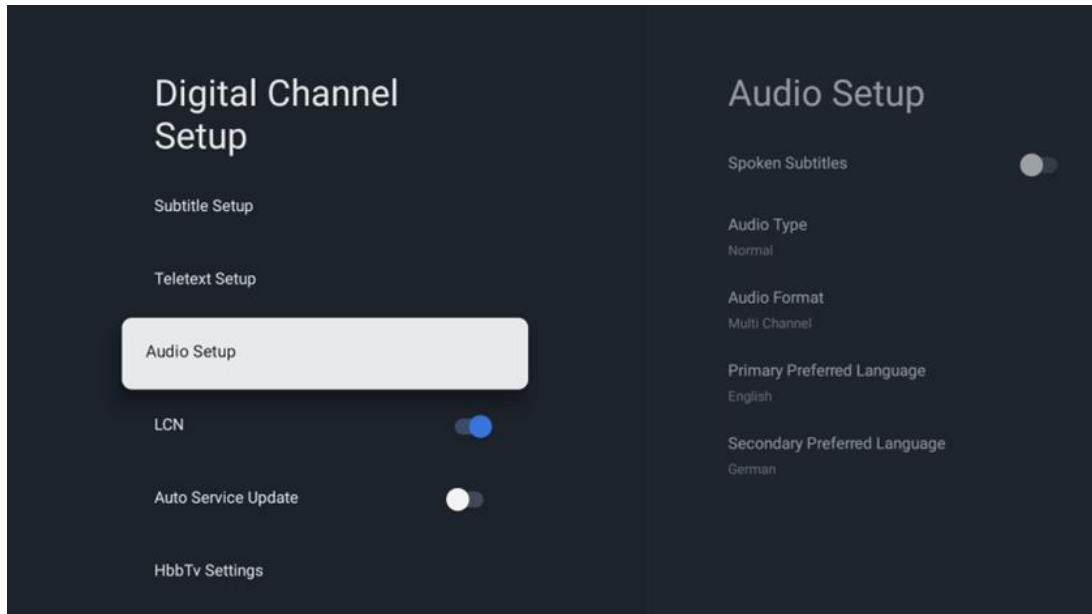 Digital Channel
Setup
Subtitle Setup
Teletext Setup
Audio Setup
LCN
Auto Service Update
HbbTv Settings
Audio Setup
Spoken Subtitles
Audio Type
Normal
Audio Format
Multi Channel
Primary Preferred Language
English
Secondary Preferred Language
German